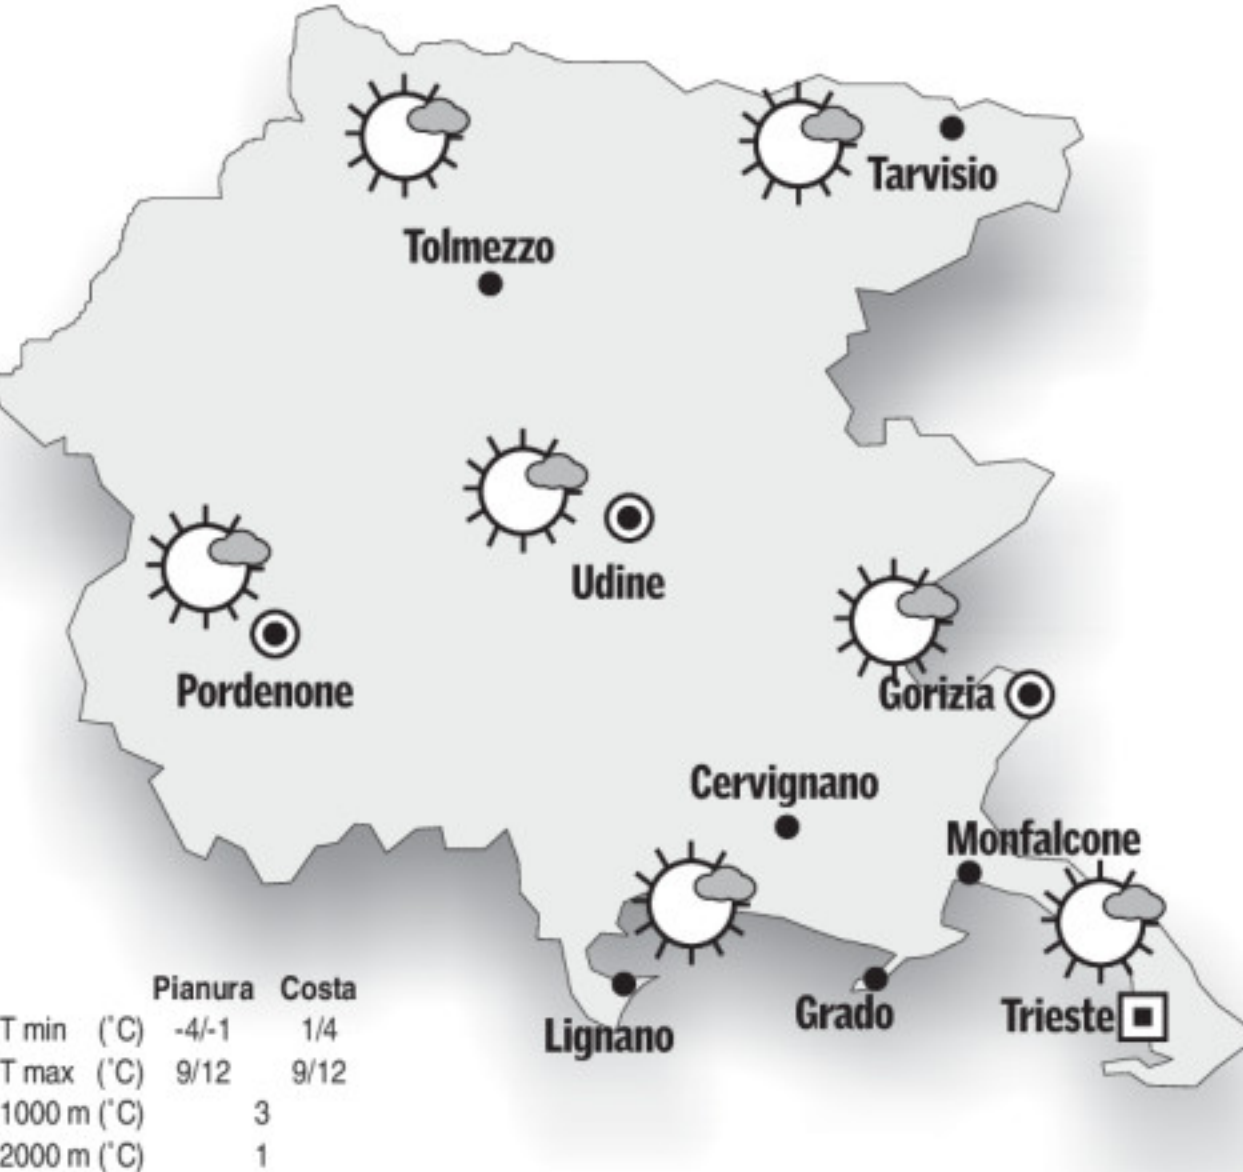 Tarvisio
Tolmezzo
Udine
Pordenone
Gorizia
Cervignano
Monfalcone
Grado
Trieste
Lignano
Pianura Costa
T min (°C) -4/-1 1/4
T max (°C) 9/12 9/12
1000 m (°C) 3
2000 m (°C) 1